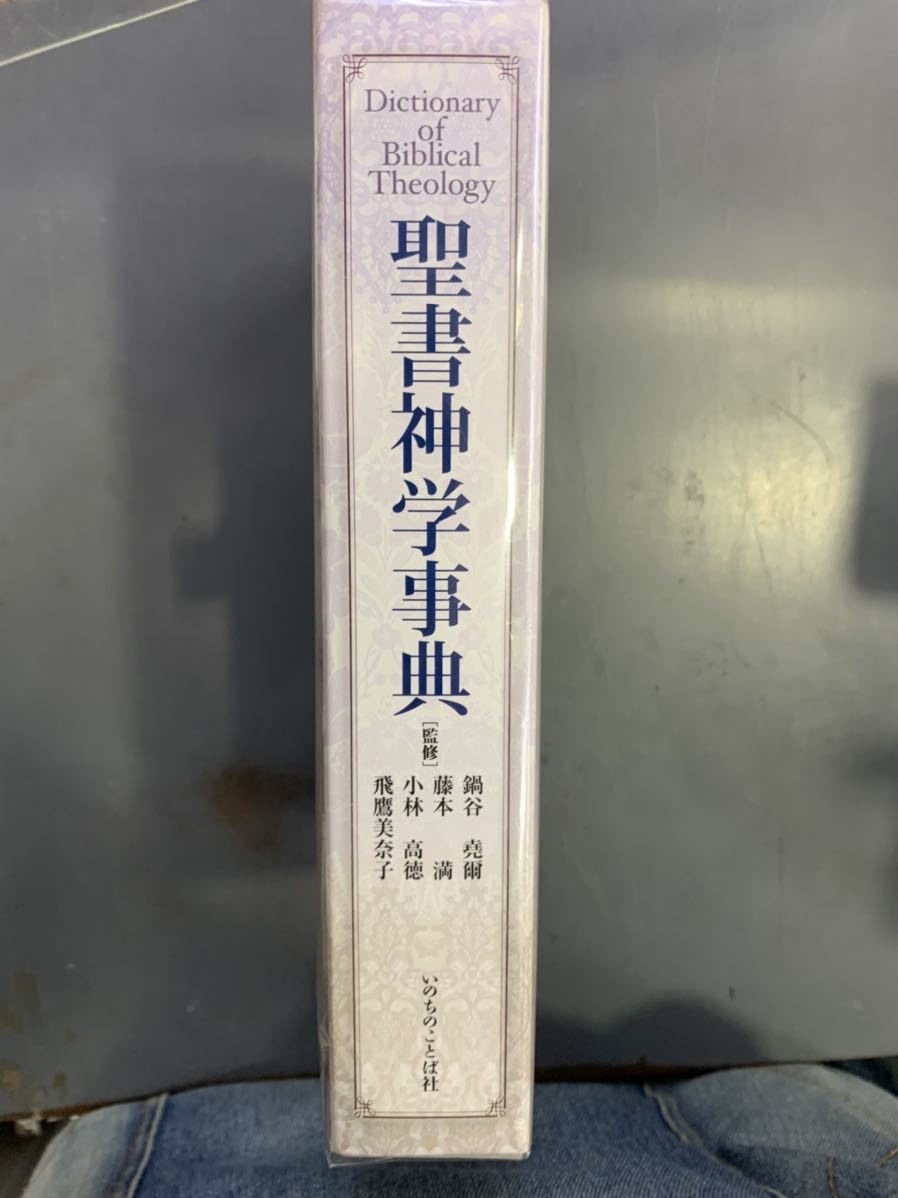 Dictionary
of
Biblical
Theology
聖書神学事典
[監修]
鍋谷 堯爾
藤本 満
小林 高徳
飛鷹美奈子
いのちのことば社